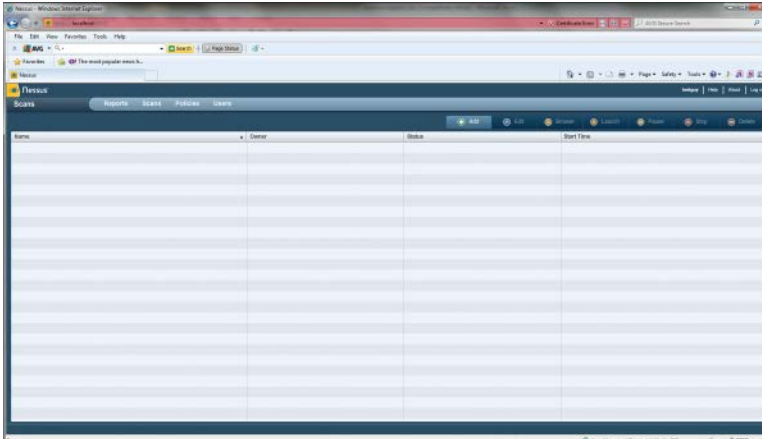 Nessus - Windows Internet Explorer
localhost
Certificate Error
AVG Secure Search
File Edit View Favorites Tools Help
AVG
Search
Page Status
Favorites
The most popular news h...
Nessus
Page Safety Tools
Nessus
Help About Log o
Scans
Reports Scans Policies Users
Add Edit Browse Launch Pause Stop Delete
Name Owner Status Start Time